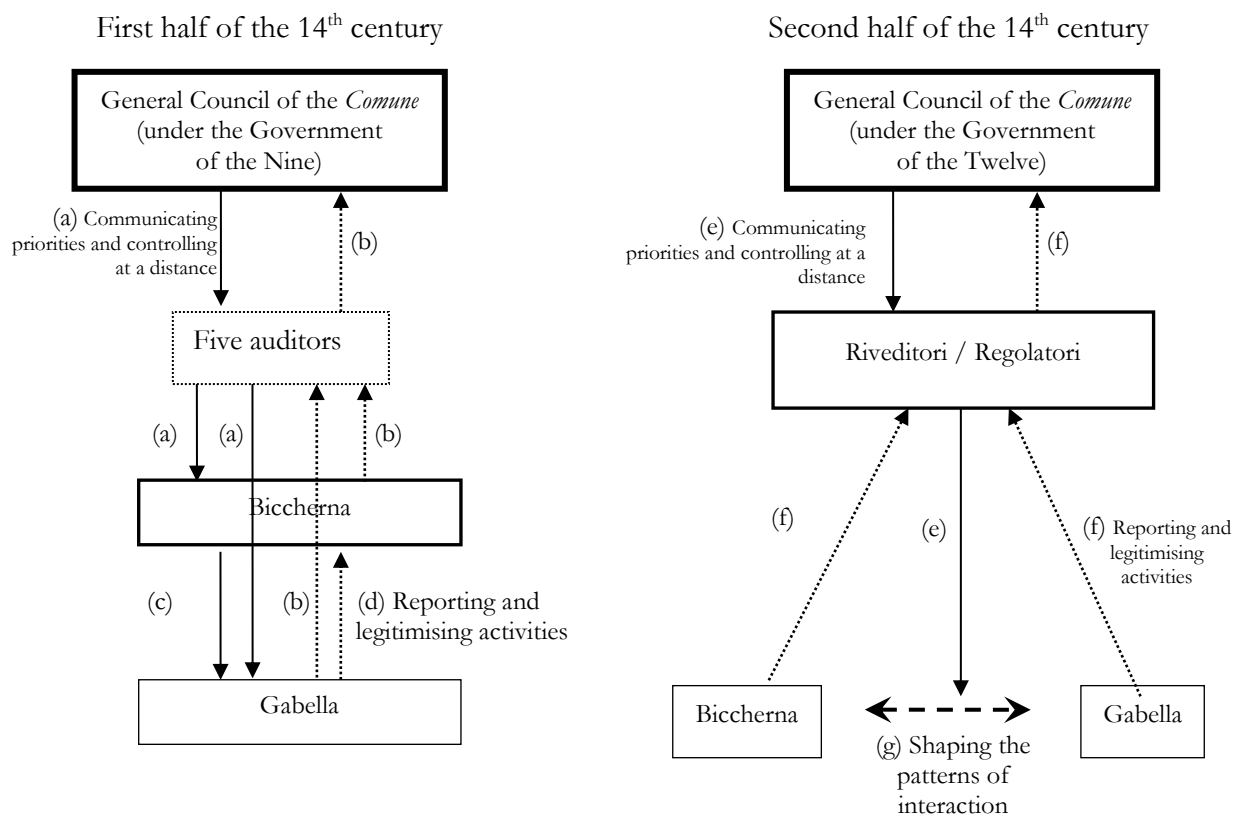 First half of the 14th century
General Council of the Comune
(under the Government
of the Nine)
(a) Communicating
priorities and controlling
at a distance
(b)
Five auditors
(a)
(a)
(b)
Biccherna
(c)
(b)
(d) Reporting and
legitimising activities
Gabella
Second half of the 14th century
General Council of the Comune
(under the Government
of the Twelve)
(e) Communicating
priorities and controlling at a
distance
(f)
Riveditori / Regolatori
(f)
(e)
(f) Reporting and
legitimising
activities
Biccherna
Gabella
(g) Shaping the
patterns of
interaction